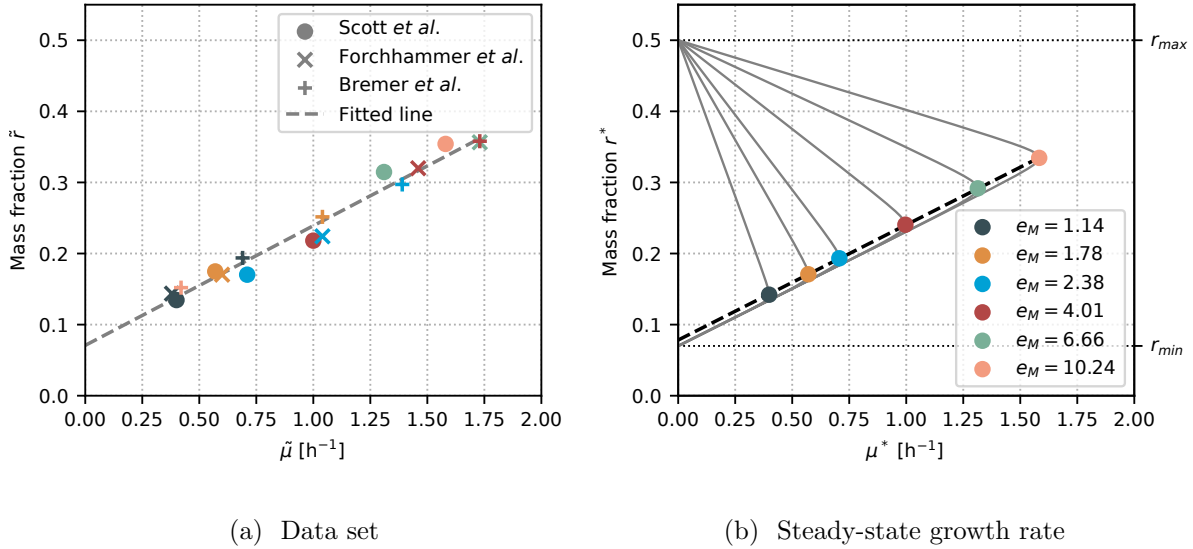 0.5
0.4
0.3
0.2
0.1
0.0
Mass fraction r̃
Scott et al.
Forchhammer et al.
Bremer et al.
Fitted line
0.00 0.25 0.50 0.75 1.00 1.25 1.50 1.75 2.00
μ̃ [h⁻¹]
(a) Data set
0.5
0.4
0.3
0.2
0.1
0.0
Mass fraction r*
r_max
r_min
e_M = 1.14
e_M = 1.78
e_M = 2.38
e_M = 4.01
e_M = 6.66
e_M = 10.24
0.00 0.25 0.50 0.75 1.00 1.25 1.50 1.75 2.00
μ* [h⁻¹]
(b) Steady-state growth rate